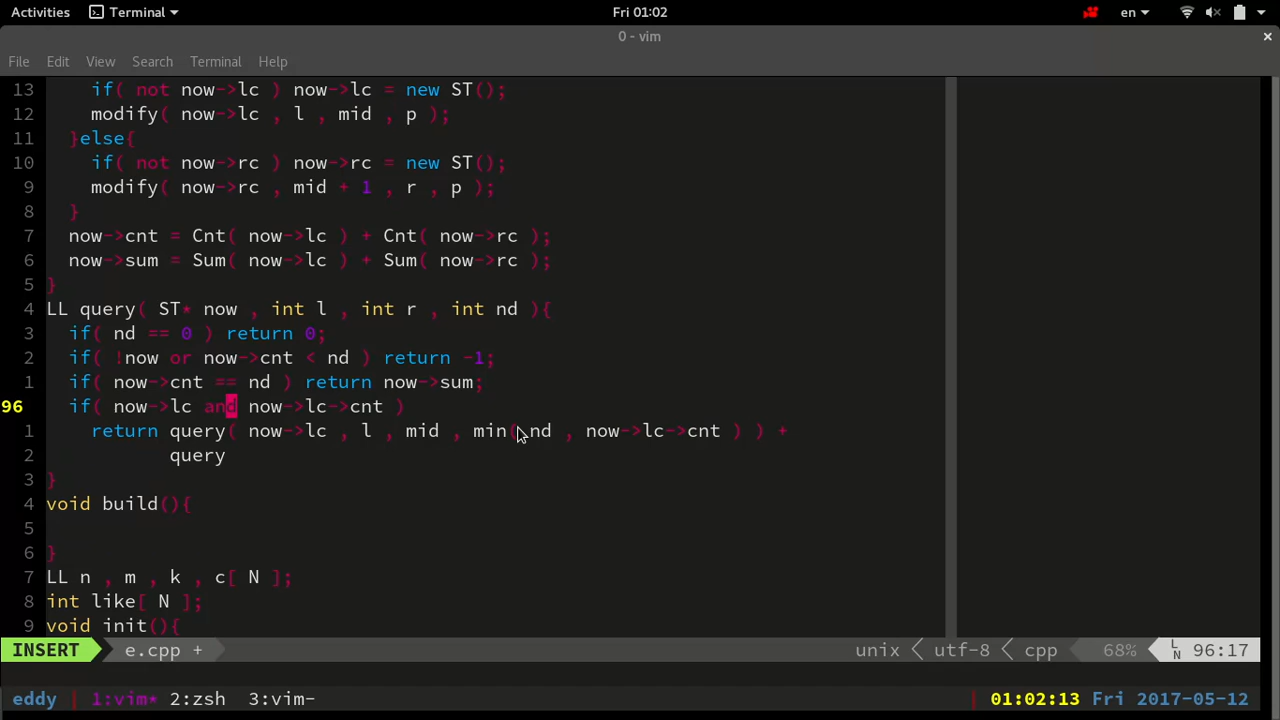 Activities Terminal Fri 01:02 en
0 - vim ×
File Edit View Search Terminal Help
13 if( not now->lc ) now->lc = new ST();
12 modify( now->lc , l , mid , p );
11 }else{
10 if( not now->rc ) now->rc = new ST();
9 modify( now->rc , mid + 1 , r , p );
8 }
7 now->cnt = Cnt( now->lc ) + Cnt( now->rc );
6 now->sum = Sum( now->lc ) + Sum( now->rc );
5 }
4 LL query( ST* now , int l , int r , int nd ){
3 if( nd == 0 ) return 0;
2 if( !now or now->cnt < nd ) return -1;
1 if( now->cnt == nd ) return now->sum;
96 if( now->lc and now->lc->cnt )
1 return query( now->lc , l , mid , min( nd , now->lc->cnt ) ) +
2 query
3 }
4 void build(){
5
6 }
7 LL n , m , k , c[ N ];
8 int like[ N ];
9 void init(){
INSERT e.cpp + unix utf-8 cpp 68% LN 96:17
eddy 1:vim* 2:zsh 3:vim- 01:02:13 Fri 2017-05-12